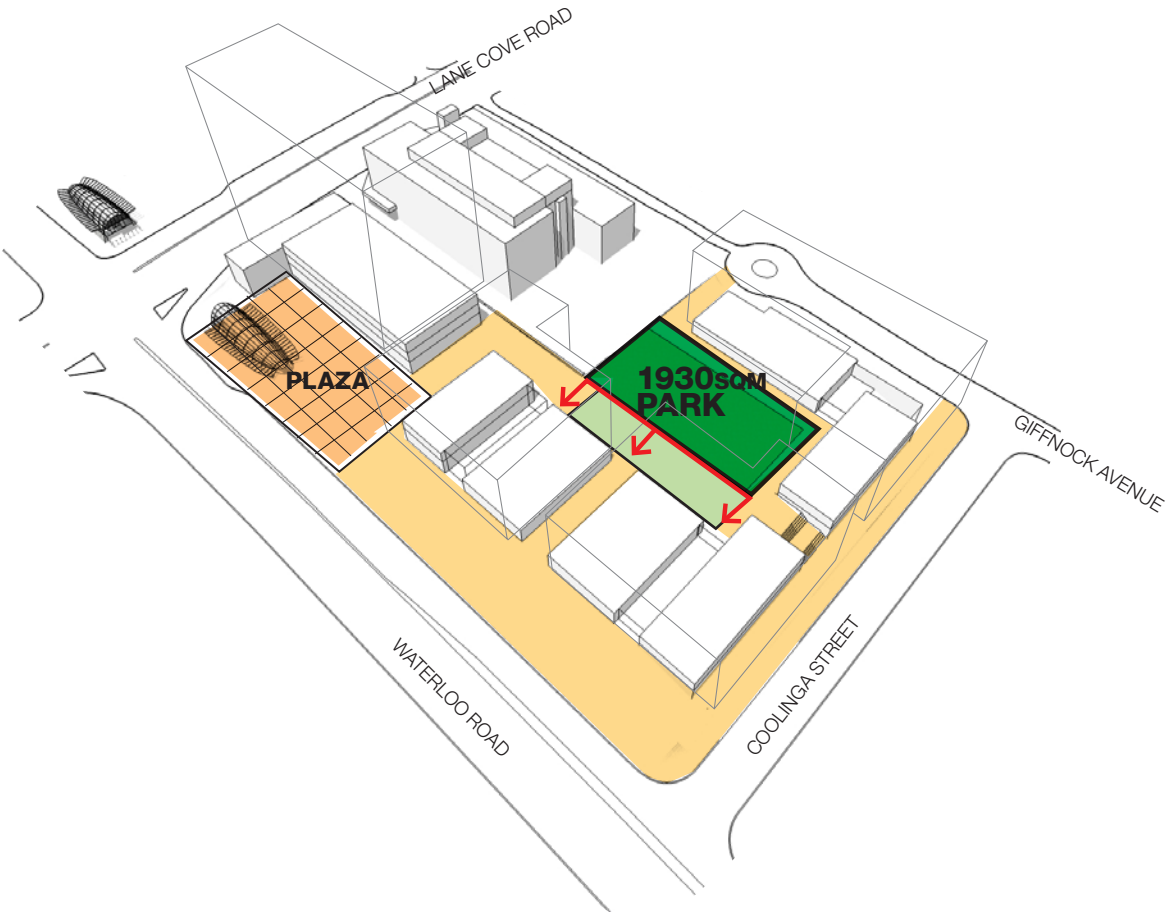 LANE COVE ROAD
PLAZA
1930SQM
PARK
GIFFNOCK AVENUE
WATERLOO ROAD
COOLINGA STREET